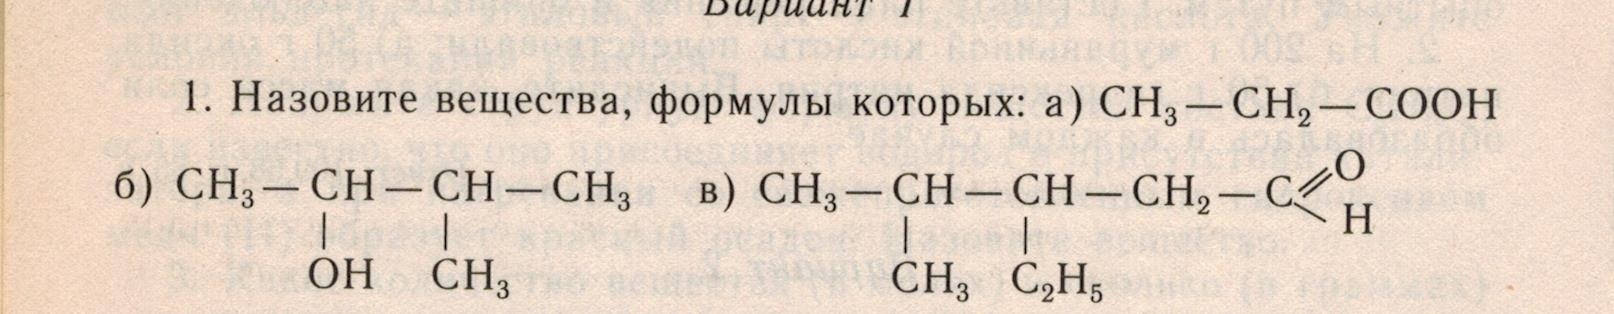 Вариант 1
1. Назовите вещества, формулы которых: а) CH₃—CH₂—COOH
б) CH₃—CH—CH—CH₃ в) CH₃—CH—CH—CH₂—C=O
H
OH CH₃ CH₃ C₂H₅